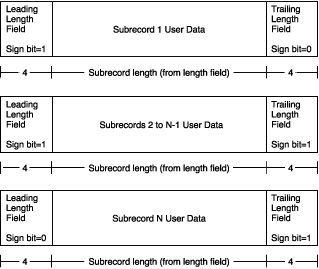 Leading
Length
Field
Sign bit=1
Subrecord 1 User Data
Trailing
Length
Field
Sign bit=0
4
Subrecord length (from length field)
4
Leading
Length
Field
Sign bit=1
Subrecords 2 to N-1 User Data
Trailing
Length
Field
Sign bit=1
4
Subrecord length (from length field)
4
Leading
Length
Field
Sign bit=0
Subrecord N User Data
Trailing
Length
Field
Sign bit=1
4
Subrecord length (from length field)
4